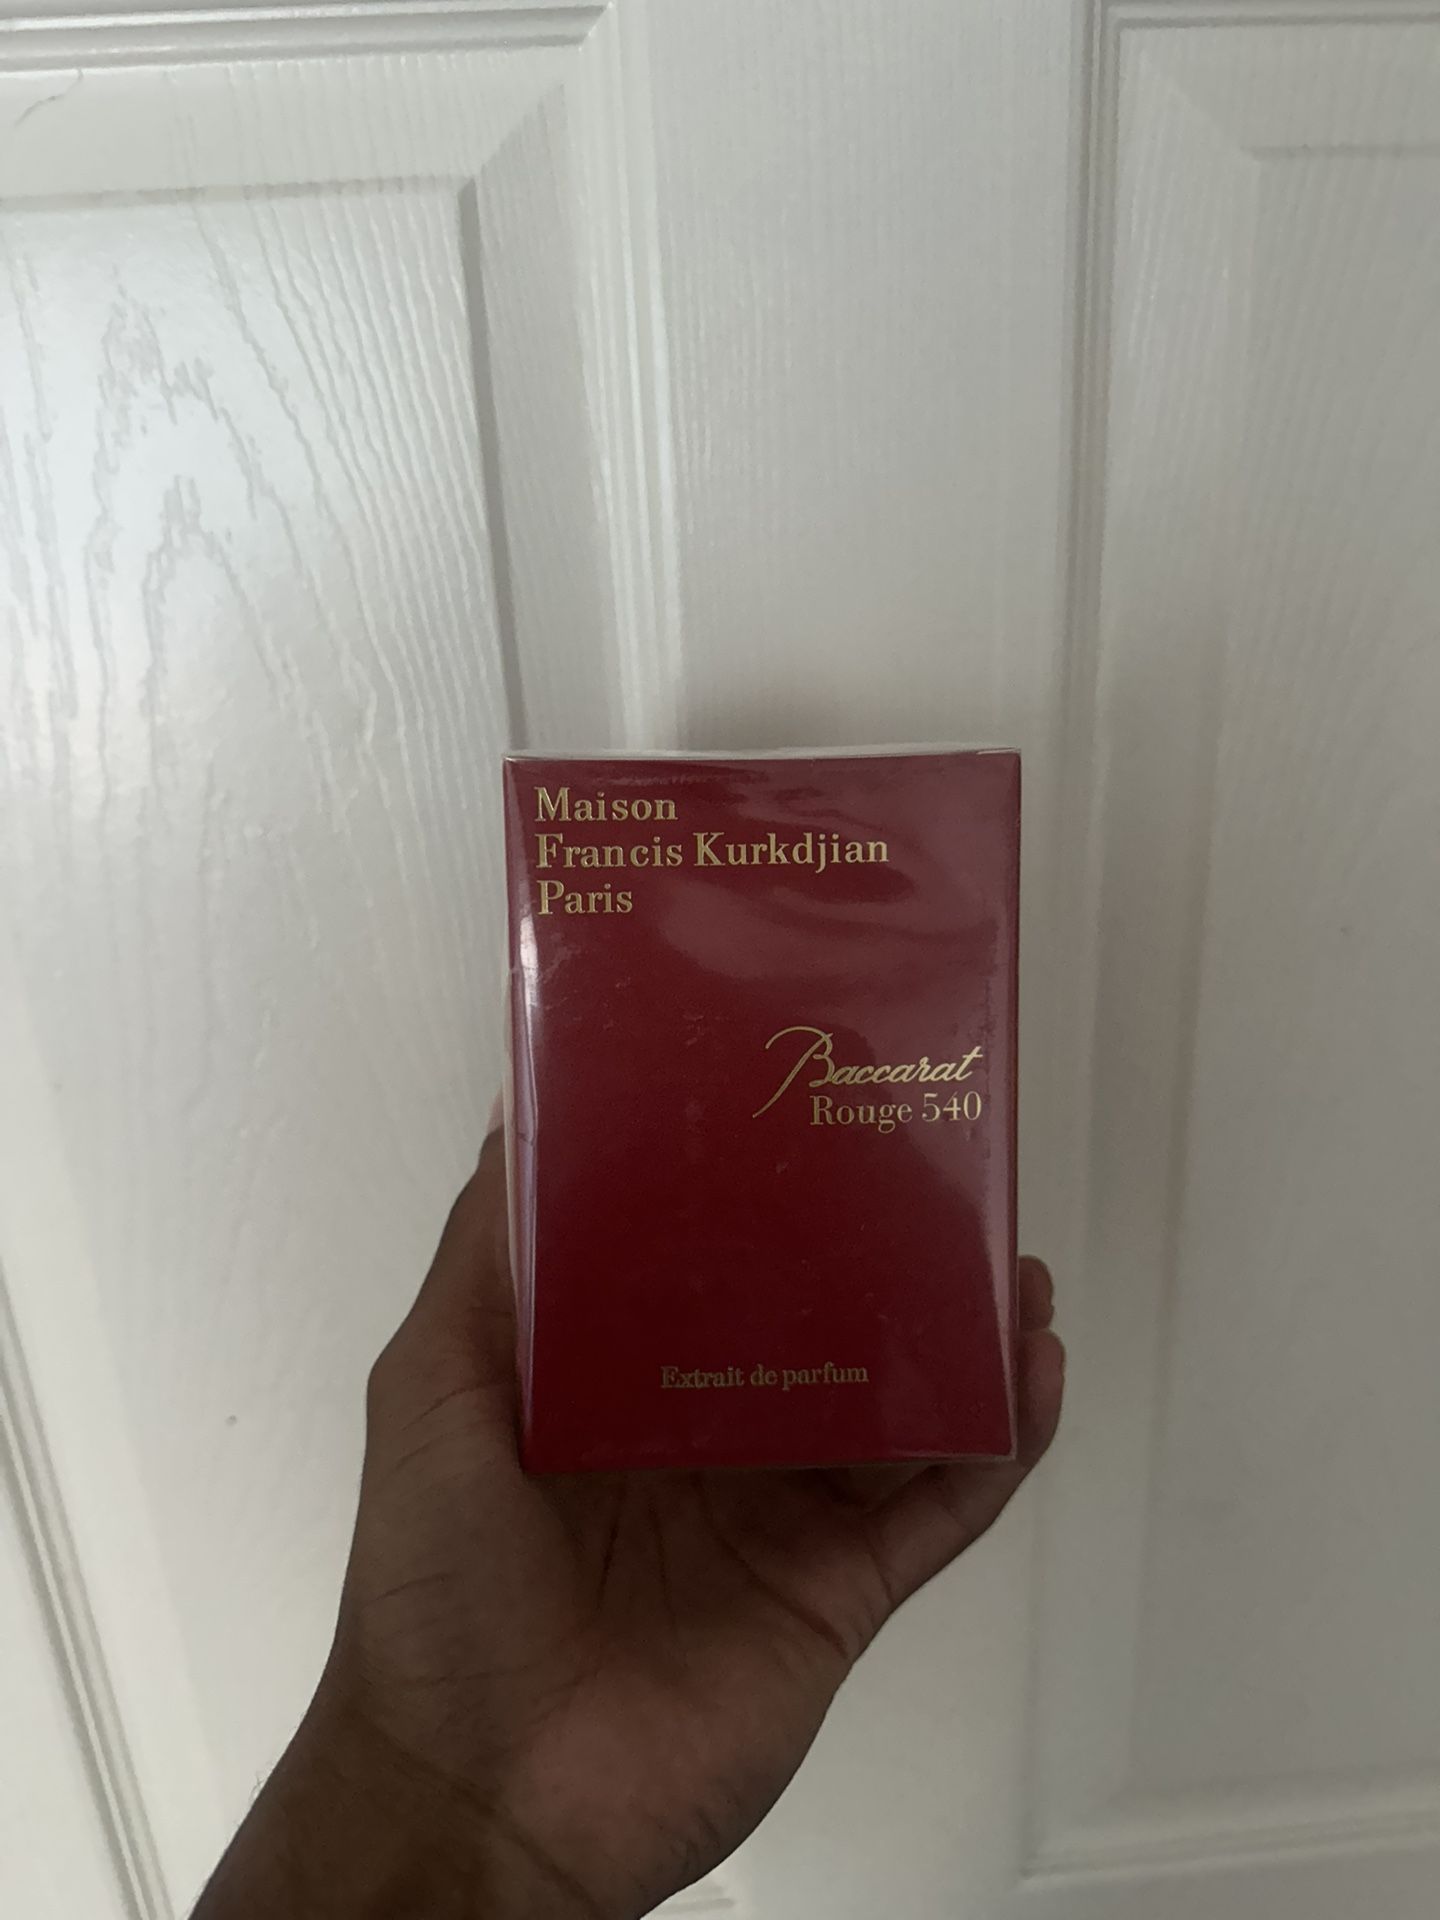 Maison
Francis Kurkdjian
Paris
Baccarat
Rouge 540
Extrait de parfum